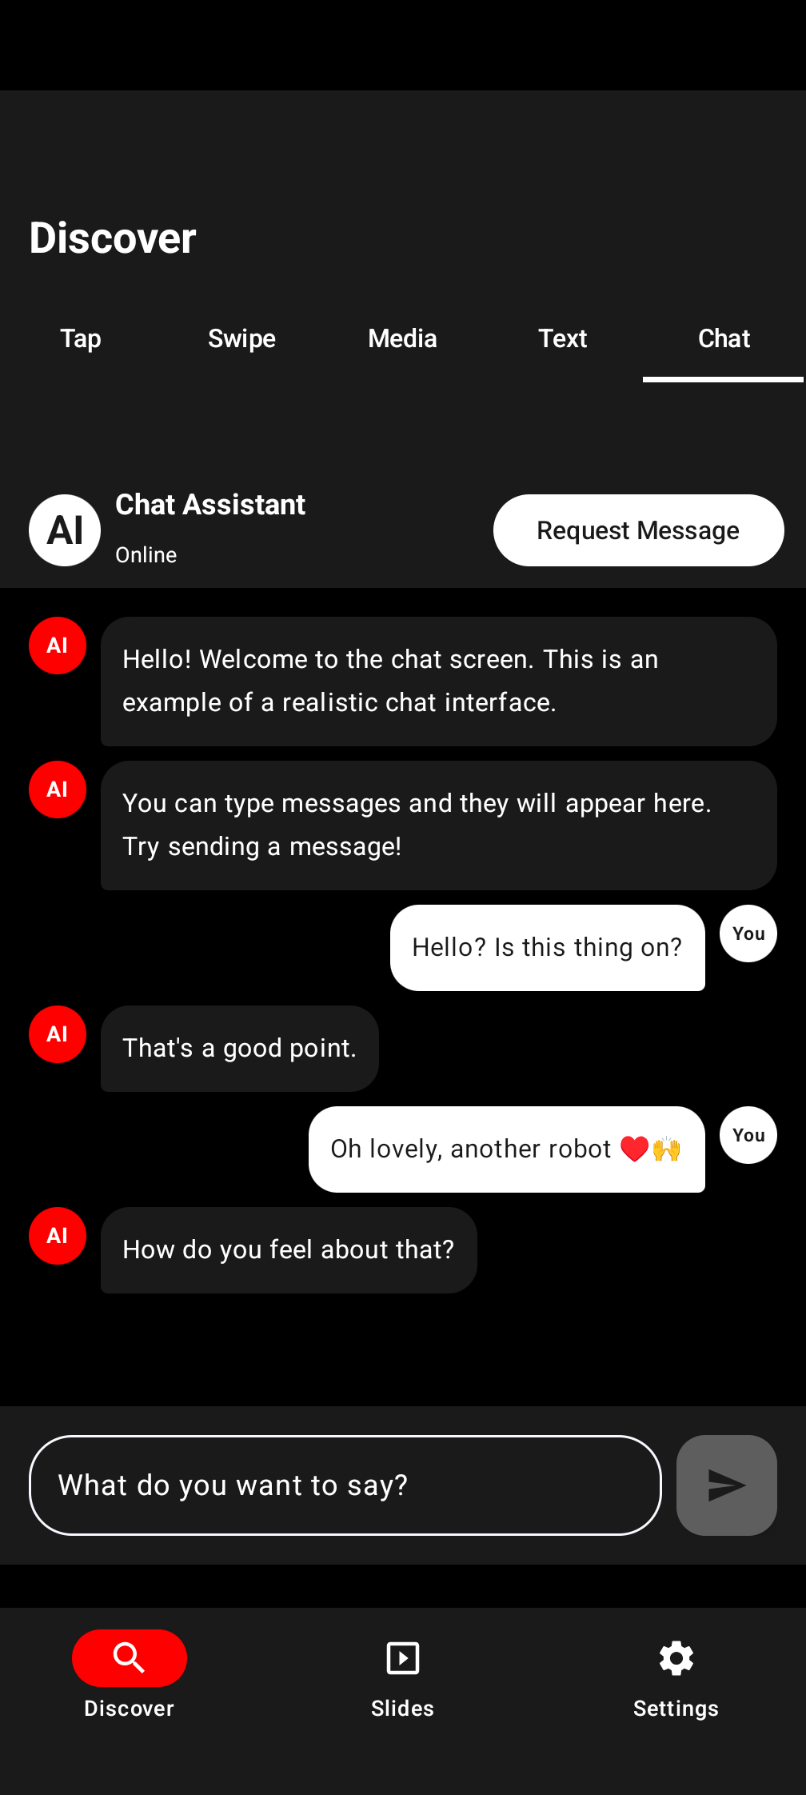 Discover
Tap
Swipe
Media
Text
Chat
AI
Chat Assistant
Online
Request Message
AI
Hello! Welcome to the chat screen. This is an
example of a realistic chat interface.
AI
You can type messages and they will appear here.
Try sending a message!
Hello? Is this thing on?
You
AI
That's a good point.
Oh lovely, another robot ❤️🙌
You
AI
How do you feel about that?
What do you want to say?
Discover
Slides
Settings